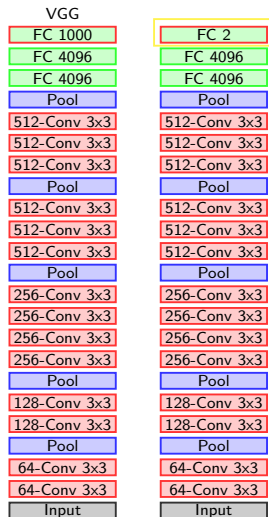 VGG
FC 1000 FC 2
FC 4096 FC 4096
FC 4096 FC 4096
Pool Pool
512-Conv 3x3 512-Conv 3x3
512-Conv 3x3 512-Conv 3x3
512-Conv 3x3 512-Conv 3x3
Pool Pool
512-Conv 3x3 512-Conv 3x3
512-Conv 3x3 512-Conv 3x3
512-Conv 3x3 512-Conv 3x3
Pool Pool
256-Conv 3x3 256-Conv 3x3
256-Conv 3x3 256-Conv 3x3
256-Conv 3x3 256-Conv 3x3
256-Conv 3x3 256-Conv 3x3
Pool Pool
128-Conv 3x3 128-Conv 3x3
128-Conv 3x3 128-Conv 3x3
Pool Pool
64-Conv 3x3 64-Conv 3x3
64-Conv 3x3 64-Conv 3x3
Input Input